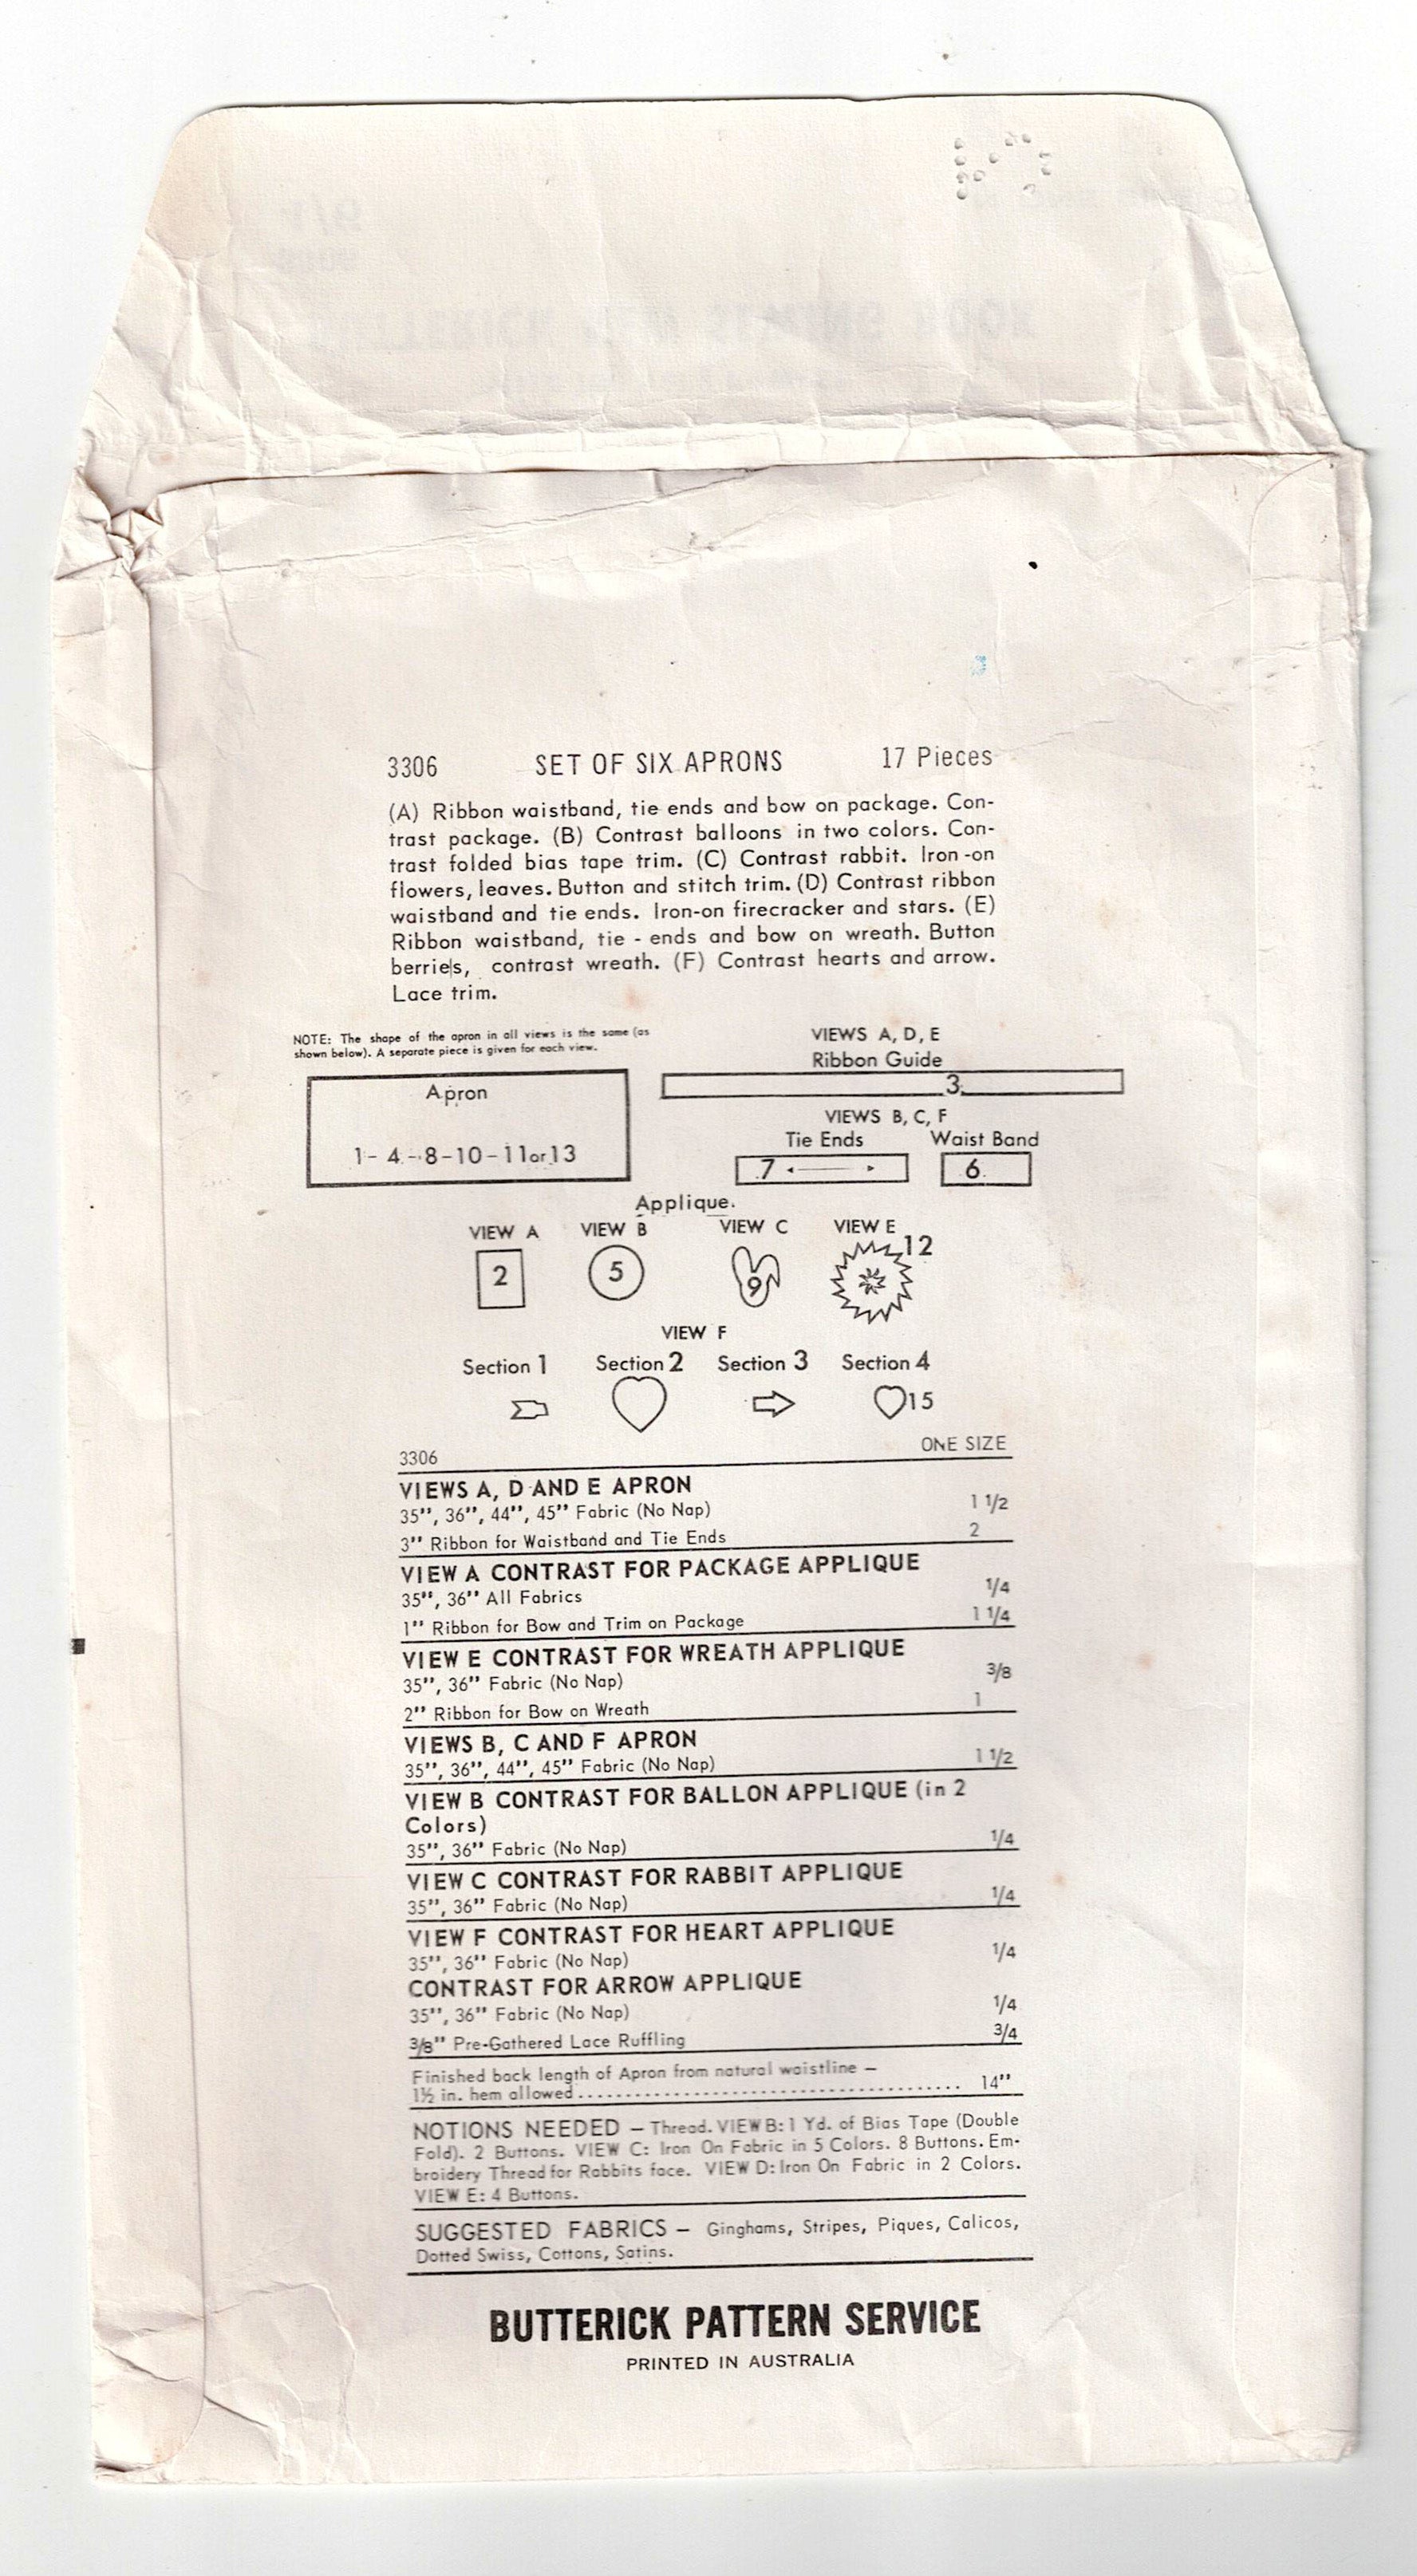 3306 SET OF SIX APRONS 17 Pieces
(A) Ribbon waistband, tie ends and bow on package. Con-
trast package. (B) Contrast balloons in two colors. Con-
trast folded bias tape trim. (C) Contrast rabbit. Iron-on
flowers, leaves. Button and stitch trim. (D) Contrast ribbon
waistband and tie ends. Iron-on firecracker and stars. (E)
Ribbon waistband, tie - ends and bow on wreath. Button
berries, contrast wreath. (F) Contrast hearts and arrow.
Lace trim.
NOTE: The shape of the apron in all views is the same (as
shown below). A separate piece is given for each view.
Apron
1-4-8-10-11or13
VIEWS A, D, E
Ribbon Guide
3
VIEWS B, C, F
Tie Ends Waist Band
7 6
Applique.
VIEW A VIEW B VIEW C VIEW E
2 5 9 12
VIEW F
Section 1 Section 2 Section 3 Section 4
15
3306 ONE SIZE
VIEWS A, D AND E APRON
35", 36", 44", 45" Fabric (No Nap) 1 1/2
3" Ribbon for Waistband and Tie Ends 2
VIEW A CONTRAST FOR PACKAGE APPLIQUE
35", 36" All Fabrics 1/4
1" Ribbon for Bow and Trim on Package 1 1/4
VIEW E CONTRAST FOR WREATH APPLIQUE
35", 36" Fabric (No Nap) 3/8
2" Ribbon for Bow on Wreath 1
VIEWS B, C AND F APRON
35", 36", 44", 45" Fabric (No Nap) 1 1/2
VIEW B CONTRAST FOR BALLON APPLIQUE (in 2
Colors)
35", 36" Fabric (No Nap) 1/4
VIEW C CONTRAST FOR RABBIT APPLIQUE
35", 36" Fabric (No Nap) 1/4
VIEW F CONTRAST FOR HEART APPLIQUE
35", 36" Fabric (No Nap) 1/4
CONTRAST FOR ARROW APPLIQUE
35", 36" Fabric (No Nap) 1/4
3/8" Pre-Gathered Lace Ruffling 3/4
Finished back length of Apron from natural waistline –
1½ in. hem allowed........................................ 14"
NOTIONS NEEDED – Thread. VIEW B: 1 Yd. of Bias Tape (Double
Fold). 2 Buttons. VIEW C: Iron On Fabric in 5 Colors. 8 Buttons. Em-
broidery Thread for Rabbits face. VIEW D: Iron On Fabric in 2 Colors.
VIEW E: 4 Buttons.
SUGGESTED FABRICS – Ginghams, Stripes, Piques, Calicos,
Dotted Swiss, Cottons, Satins.
BUTTERICK PATTERN SERVICE
PRINTED IN AUSTRALIA